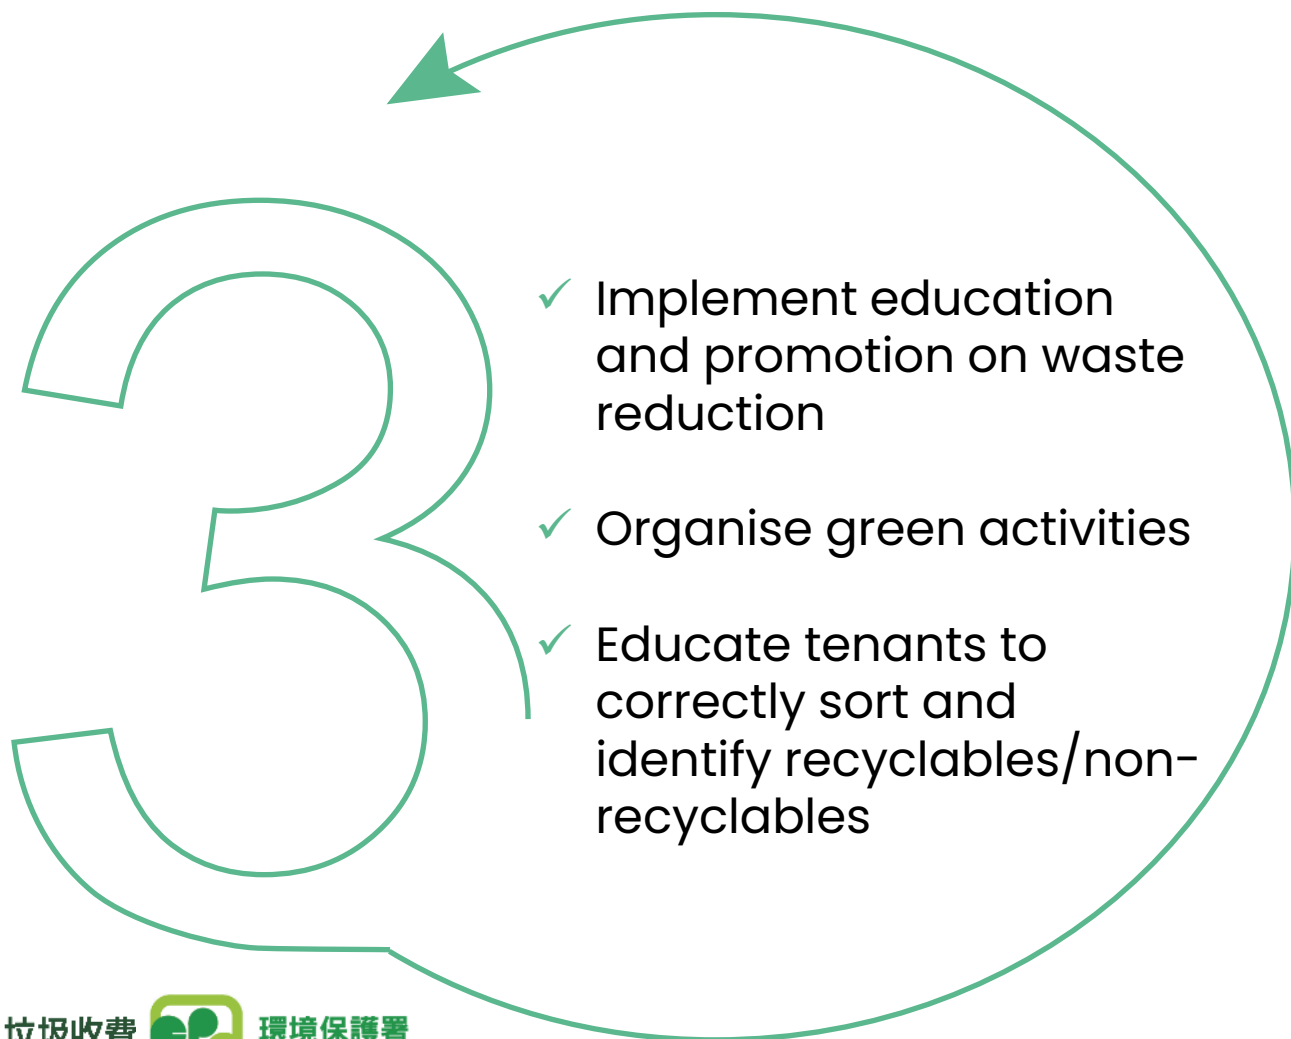 3
✓ Implement education
and promotion on waste
reduction
✓ Organise green activities
✓ Educate tenants to
correctly sort and
identify recyclables/non-
recyclables
垃圾收費 環境保護署